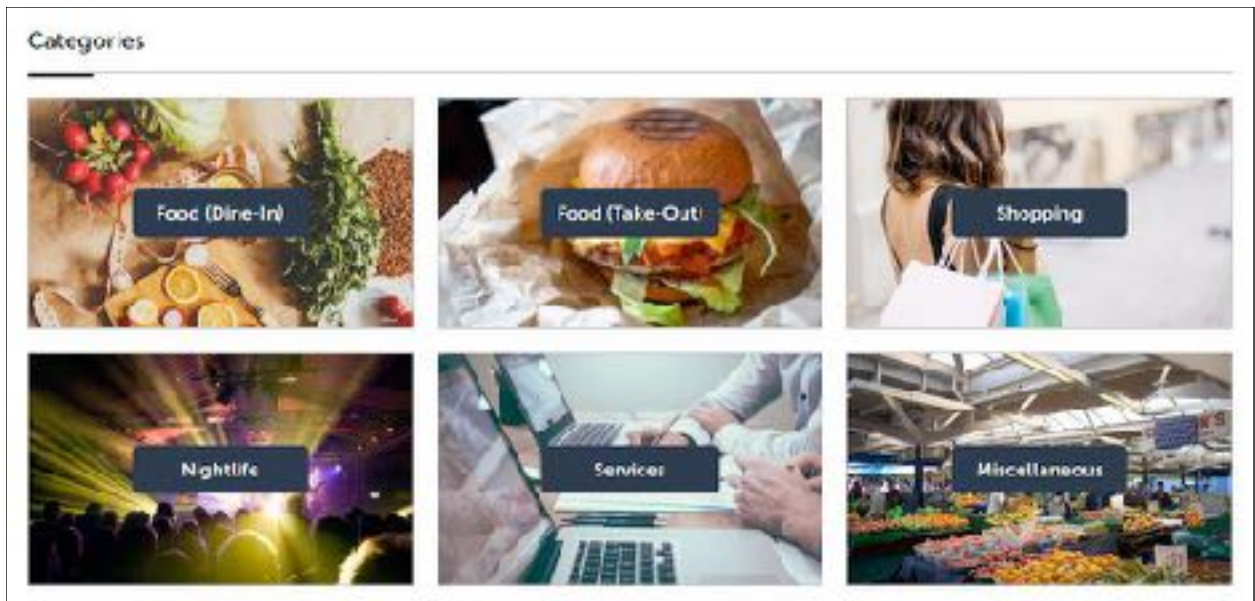 Categories
Food (Dine-In)
Food (Take-Out)
Shopping
Nightlife
Services
Miscellaneous